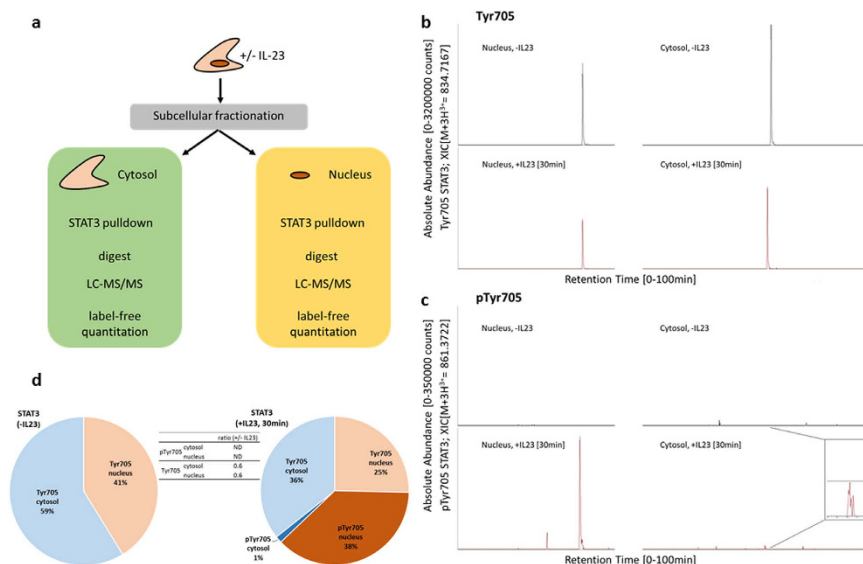 a
+/- IL-23
Subcellular fractionation
Cytosol
STAT3 pulldown
digest
LC-MS/MS
label-free
quantitation
Nucleus
STAT3 pulldown
digest
LC-MS/MS
label-free
quantitation
b
Tyr705
Absolute Abundance [0-3200000 counts]
Tyr705 STAT3; XIC[M+3H³⁺= 834.7167]
Nucleus, -IL23
Cytosol, -IL23
Nucleus, +IL23 [30min]
Cytosol, +IL23 [30min]
Retention Time [0-100min]
c
pTyr705
Absolute Abundance [0-350000 counts]
pTyr705 STAT3; XIC[M+3H³⁺= 861.3722]
Nucleus, -IL23
Cytosol, -IL23
Nucleus, +IL23 [30min]
Cytosol, +IL23 [30min]
Retention Time [0-100min]
d
STAT3
(-IL23)
Tyr705
nucleus
41%
Tyr705
cytosol
59%
ratio (+/- IL23)
pTyr705 cytosol ND
nucleus ND
Tyr705 cytosol 0.6
nucleus 0.6
STAT3
(+IL23, 30min)
Tyr705
cytosol
36%
Tyr705
nucleus
25%
pTyr705
nucleus
38%
pTyr705
cytosol
1%